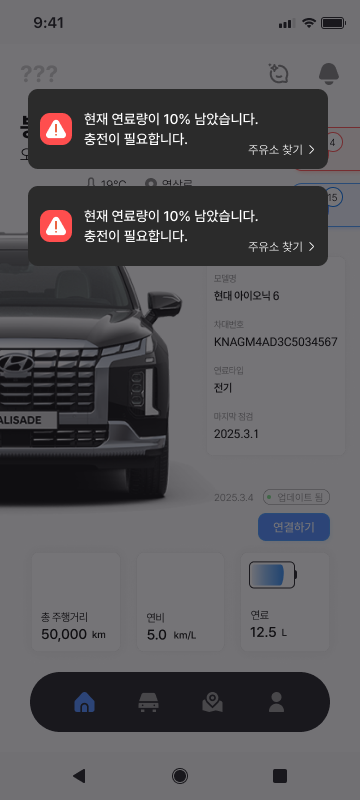 9:41
???
현재 연료량이 10% 남았습니다.
충전이 필요합니다.
주유소 찾기
4
19°C
현재 연료량이 10% 남았습니다.
충전이 필요합니다.
주유소 찾기
15
모델명
현대 아이오닉 6
차대번호
KNAGM4AD3C5034567
연료타입
전기
마지막 점검
2025.3.1
ALISADE
2025.3.4 업데이트 됨
연결하기
총 주행거리
50,000 km
연비
5.0 km/L
연료
12.5 L